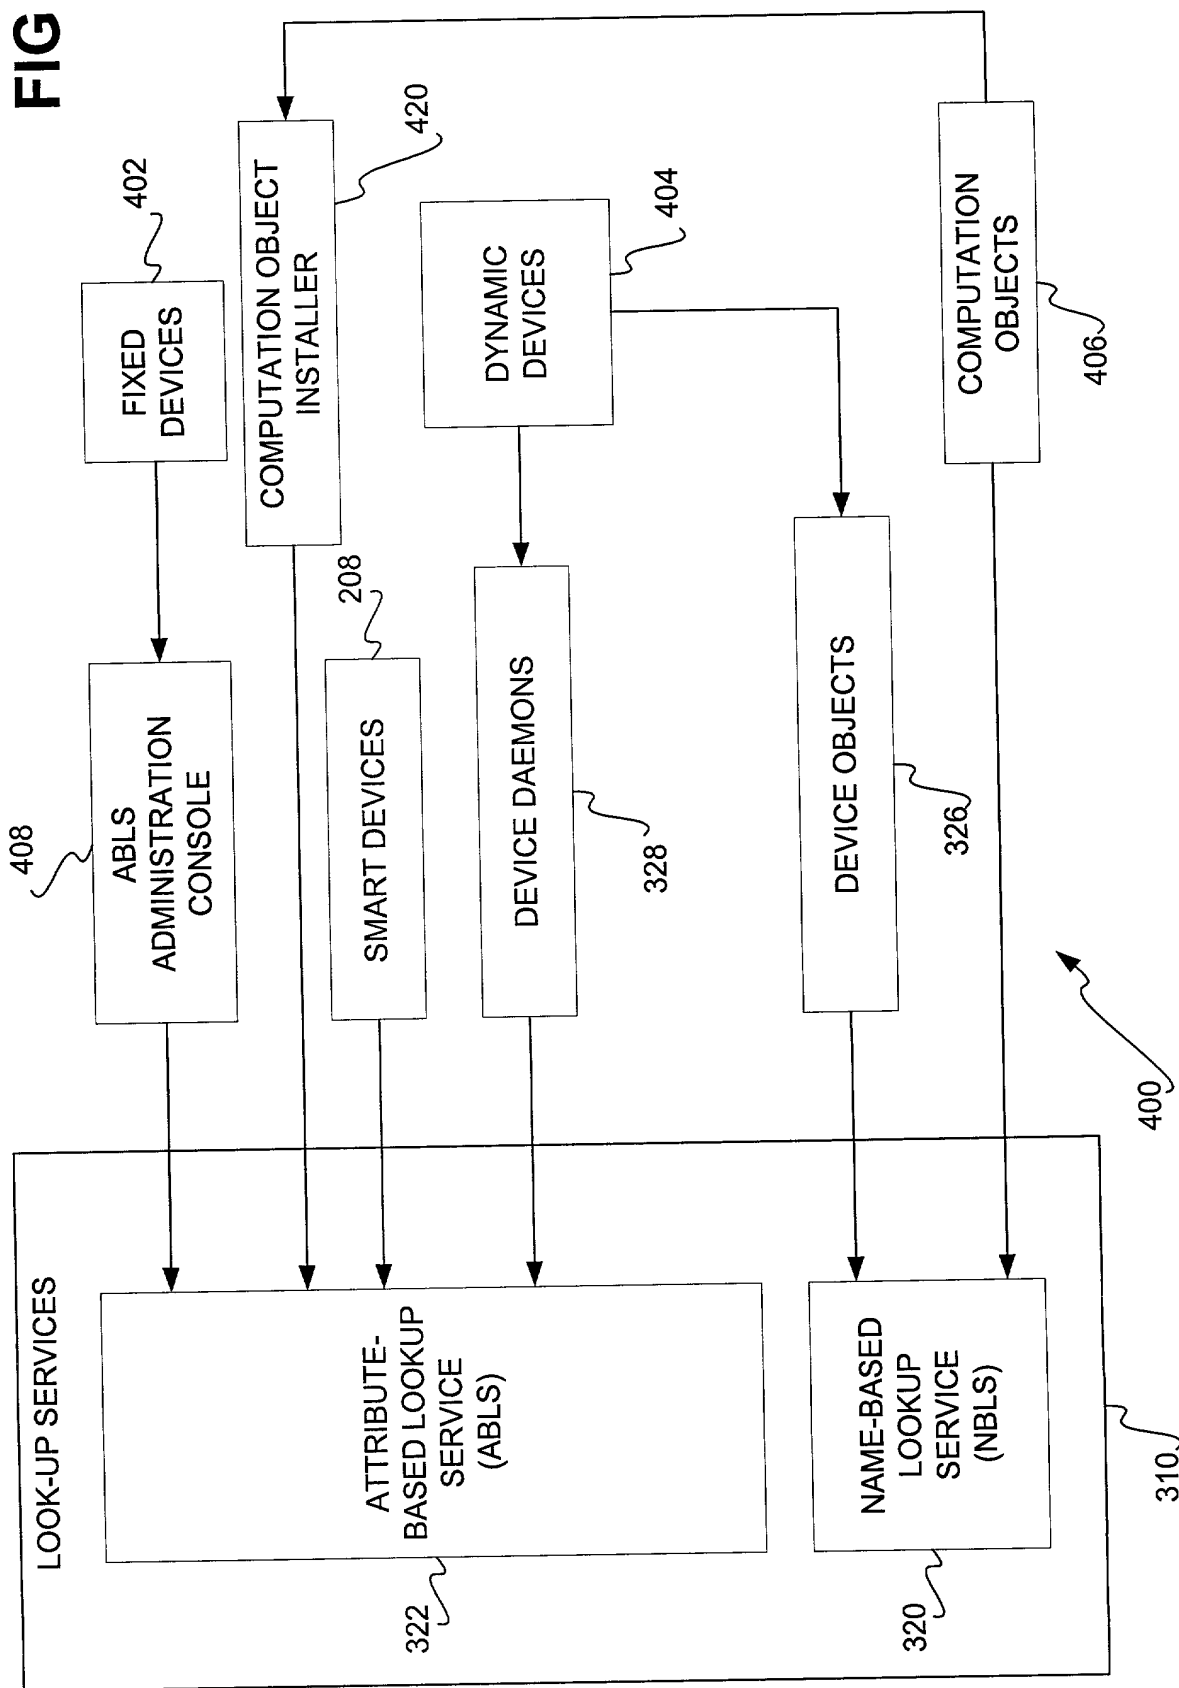 FIG
402
FIXED
DEVICES
408
ABLS
ADMINISTRATION
CONSOLE
420
COMPUTATION OBJECT
INSTALLER
208
SMART DEVICES
404
DYNAMIC
DEVICES
328
DEVICE DAEMONS
326
DEVICE OBJECTS
406
COMPUTATION
OBJECTS
400
LOOK-UP SERVICES
322
ATTRIBUTE-
BASED LOOKUP
SERVICE
(ABLS)
320
NAME-BASED
LOOKUP
SERVICE
(NBLS)
310